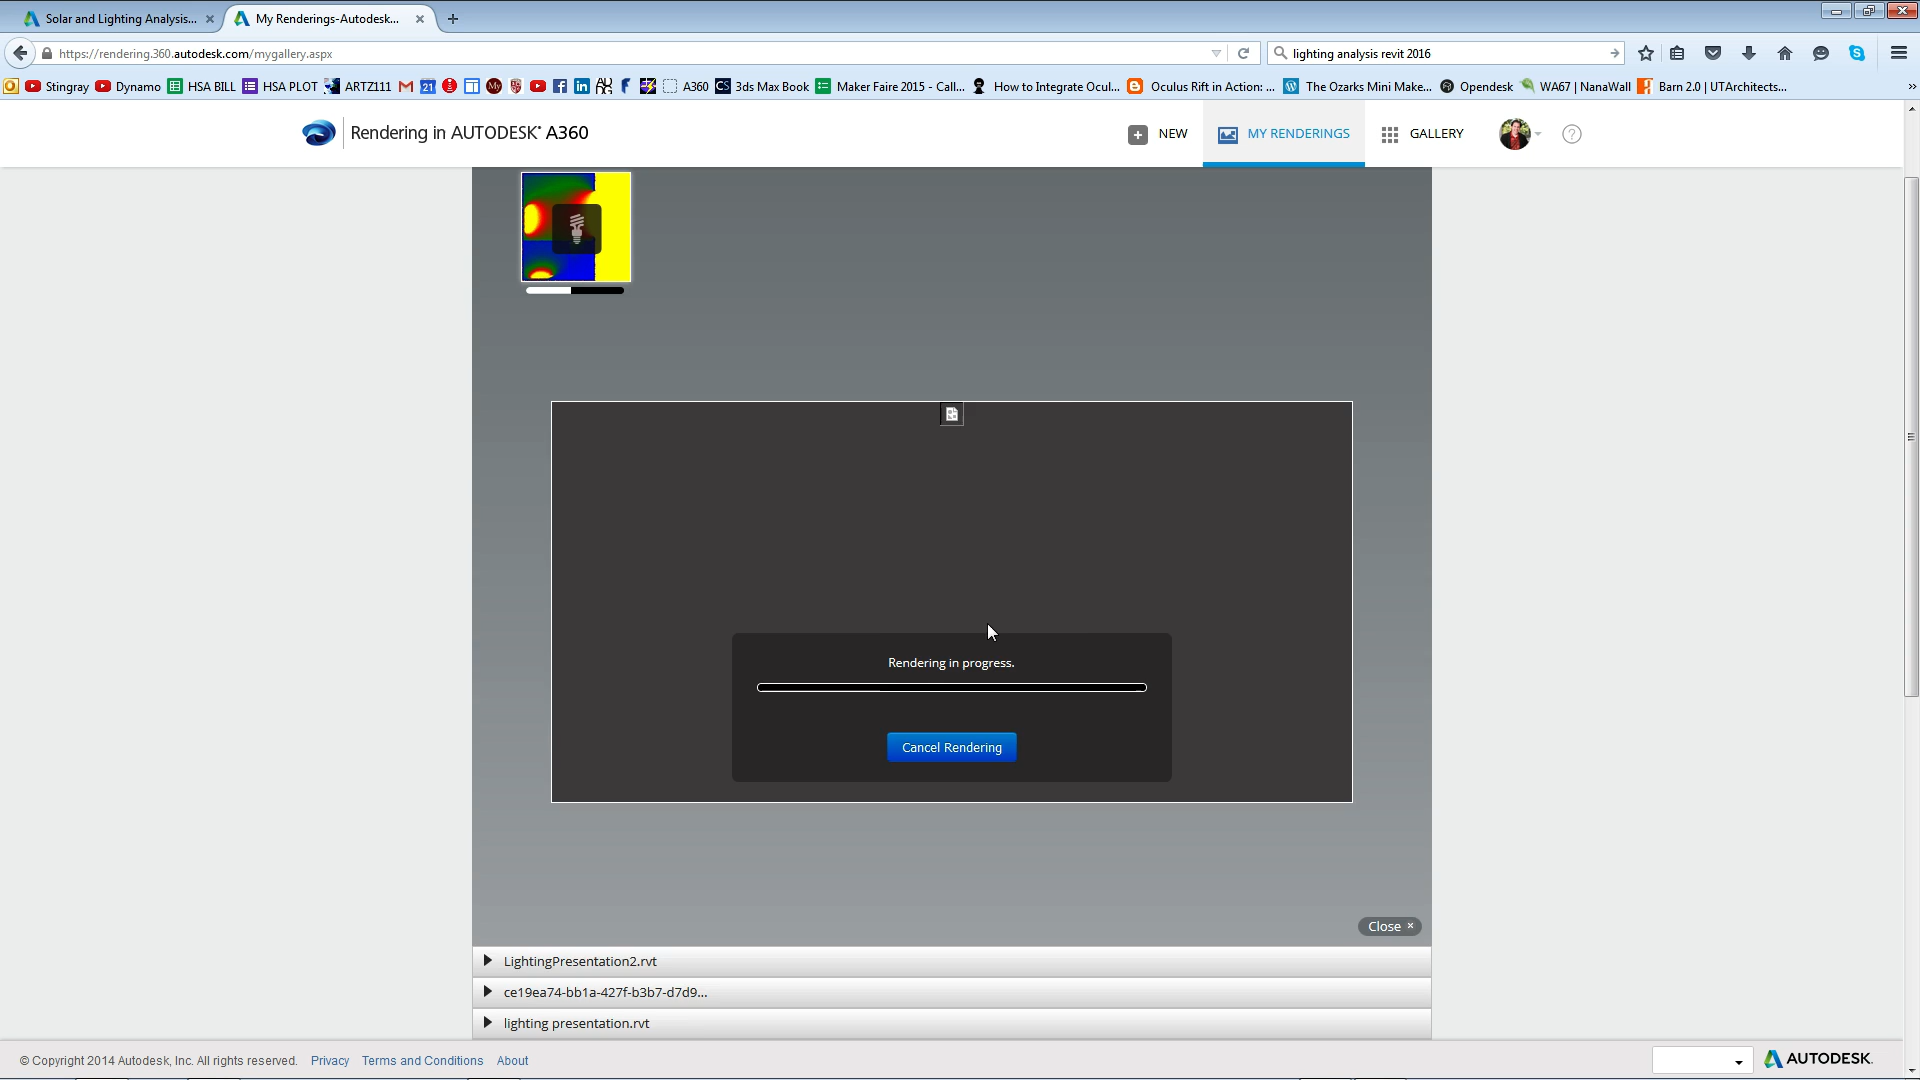 Solar and Lighting Analysis...
My Renderings-Autodesk...
https://rendering.360.autodesk.com/mygallery.aspx
lighting analysis revit 2016
Stingray
Dynamo
HSA BILL
HSA PLOT
ARTZ111
21
My
A360
CS
3ds Max Book
Maker Faire 2015 - Call...
How to Integrate Ocul...
Oculus Rift in Action: ...
The Ozarks Mini Make...
Opendesk
WA67 | NanaWall
Barn 2.0 | UTArchitects...
Rendering in AUTODESK® A360
NEW
MY RENDERINGS
GALLERY
?
Rendering in progress.
Cancel Rendering
Close ×
LightingPresentation2.rvt
ce19ea74-bb1a-427f-b3b7-d7d9...
lighting presentation.rvt
© Copyright 2014 Autodesk, Inc. All rights reserved.
Privacy
Terms and Conditions
About
AUTODESK.